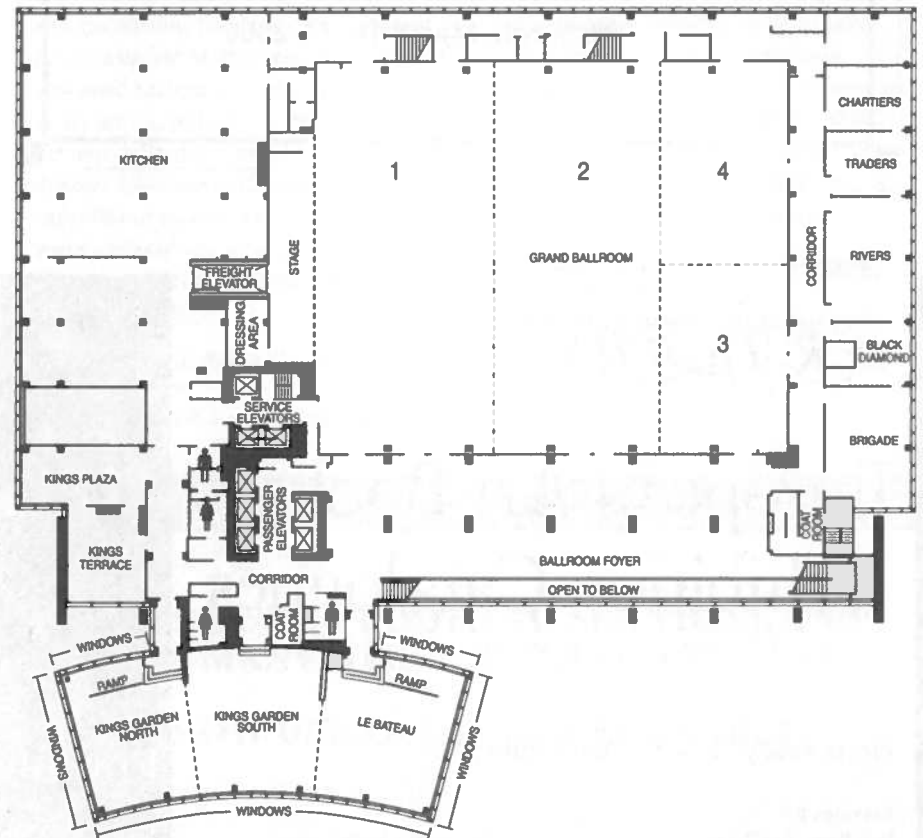 CHARTIERS
KITCHEN
1
2
4
TRADERS
STAGE
GRAND BALLROOM
CORRIDOR
RIVERS
FREIGHT
ELEVATOR
DRESSING
AREA
3
BLACK
DIAMOND
SERVICE
ELEVATORS
BRIGADE
KINGS PLAZA
PASSENGER
ELEVATORS
KINGS
TERRACE
COAT
ROOM
BALLROOM FOYER
CORRIDOR
OPEN TO BELOW
COAT
ROOM
WINDOWS
WINDOWS
RAMP
RAMP
KINGS GARDEN
NORTH
KINGS GARDEN
SOUTH
LE BATEAU
WINDOWS
WINDOWS
WINDOWS